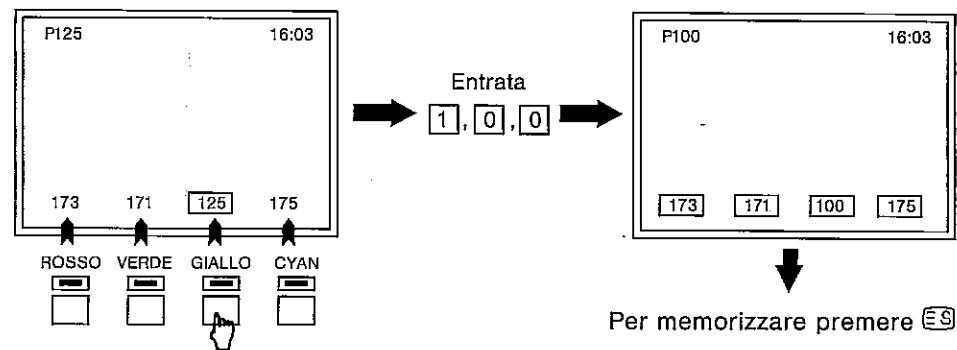 P125 16:03
173 171 125 175
ROSSO VERDE GIALLO CYAN
Entrata
1, 0, 0
P100 16:03
173 171 100 175
Per memorizzare premere